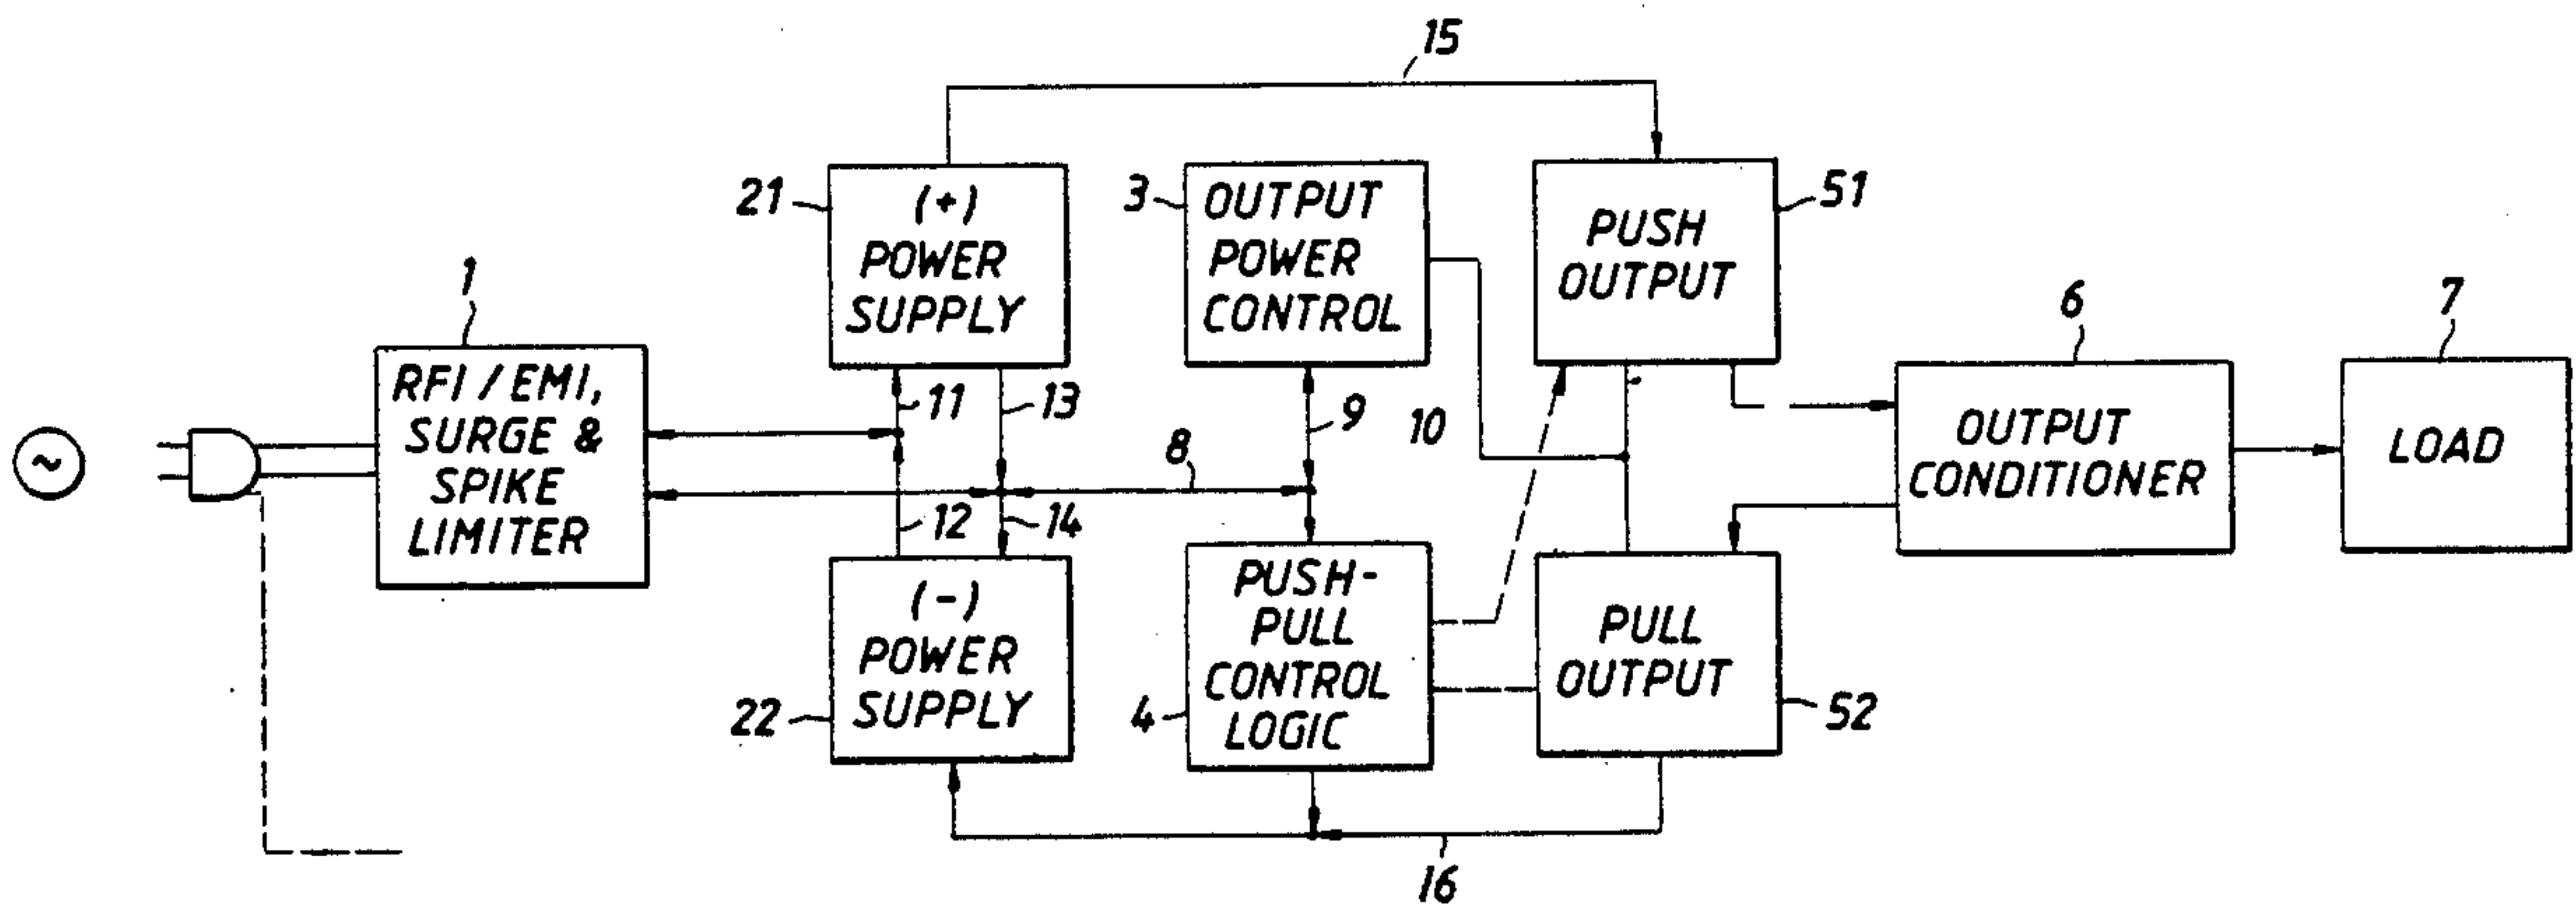 15
21
(+)
POWER
SUPPLY
3
OUTPUT
POWER
CONTROL
51
PUSH
OUTPUT
1
RFI / EMI,
SURGE &
SPIKE
LIMITER
11
13
9
10
8
12
14
6
OUTPUT
CONDITIONER
7
LOAD
~
22
(-)
POWER
SUPPLY
4
PUSH-
PULL
CONTROL
LOGIC
PULL
OUTPUT
52
16